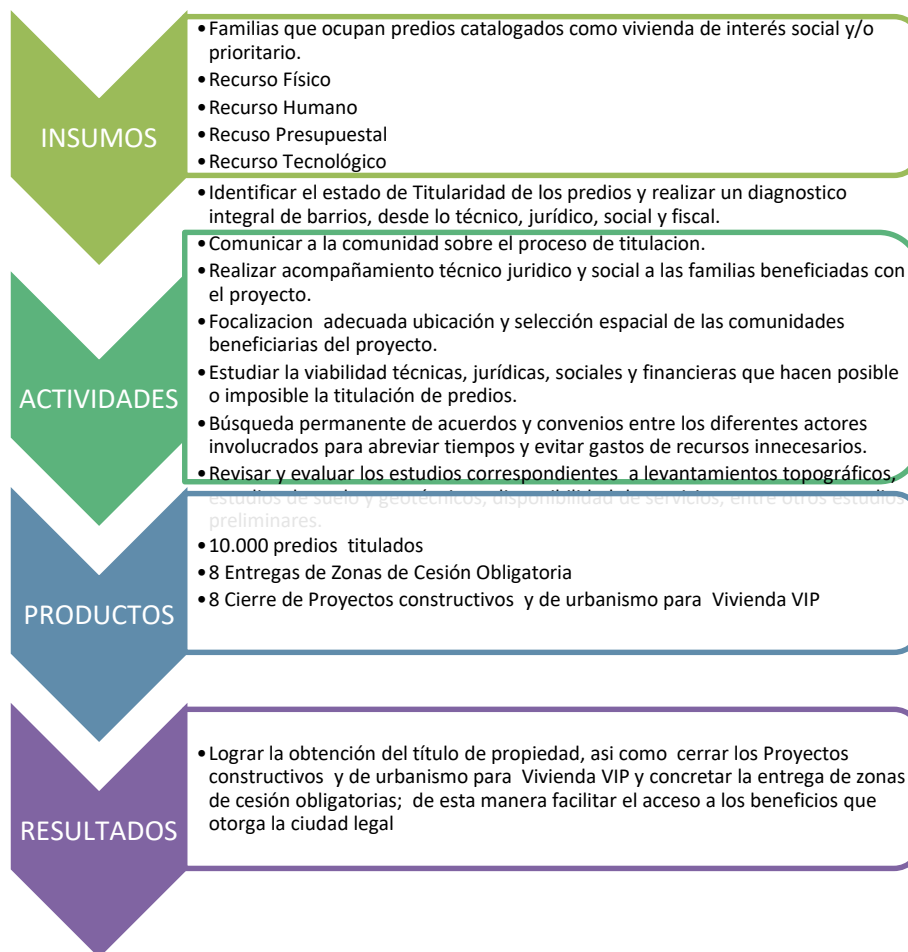 INSUMOS
•Familias que ocupan predios catalogados como vivienda de interés social y/o
prioritario.
•Recurso Físico
•Recurso Humano
•Recuso Presupuestal
•Recurso Tecnológico
ACTIVIDADES
•Identificar el estado de Titularidad de los predios y realizar un diagnostico
integral de barrios, desde lo técnico, jurídico, social y fiscal.
•Comunicar a la comunidad sobre el proceso de titulacion.
•Realizar acompañamiento técnico juridico y social a las familias beneficiadas con
el proyecto.
•Focalizacion adecuada ubicación y selección espacial de las comunidades
beneficiarias del proyecto.
•Estudiar la viabilidad técnicas, jurídicas, sociales y financieras que hacen posible
o imposible la titulación de predios.
•Búsqueda permanente de acuerdos y convenios entre los diferentes actores
involucrados para abreviar tiempos y evitar gastos de recursos innecesarios.
•Revisar y evaluar los estudios correspondientes a levantamientos topográficos,
estudios de suelo y geotécnicos, disponibilidad de servicios, entre otros estudios
preliminares.
PRODUCTOS
•10.000 predios titulados
•8 Entregas de Zonas de Cesión Obligatoria
•8 Cierre de Proyectos constructivos y de urbanismo para Vivienda VIP
RESULTADOS
•Lograr la obtención del título de propiedad, asi como cerrar los Proyectos
constructivos y de urbanismo para Vivienda VIP y concretar la entrega de zonas
de cesión obligatorias; de esta manera facilitar el acceso a los beneficios que
otorga la ciudad legal